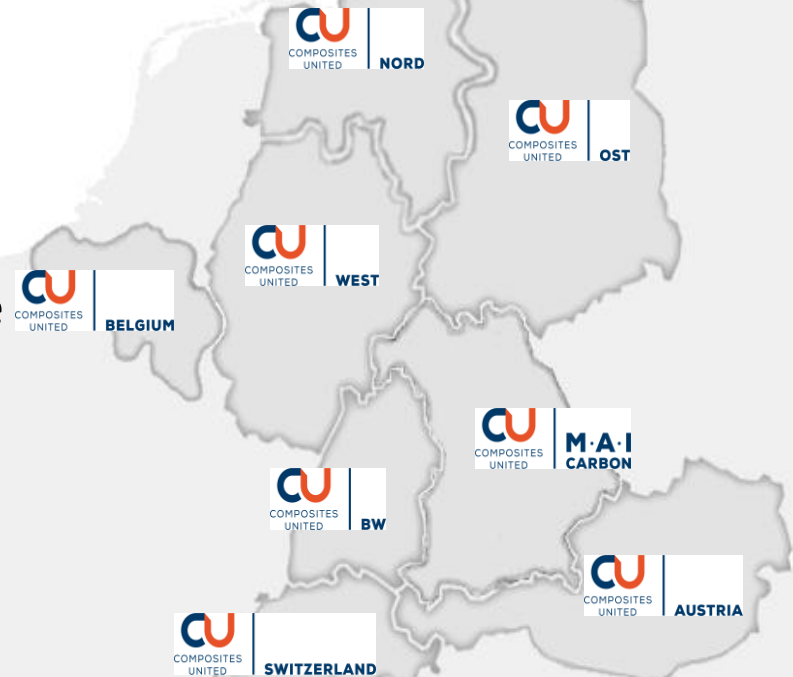 CU
COMPOSITES
UNITED
NORD
CU
COMPOSITES
UNITED
OST
CU
COMPOSITES
UNITED
WEST
e
CU
COMPOSITES
UNITED
BELGIUM
CU
COMPOSITES
UNITED
M·A·I
CARBON
CU
COMPOSITES
UNITED
BW
CU
COMPOSITES
UNITED
AUSTRIA
CU
COMPOSITES
UNITED
SWITZERLAND